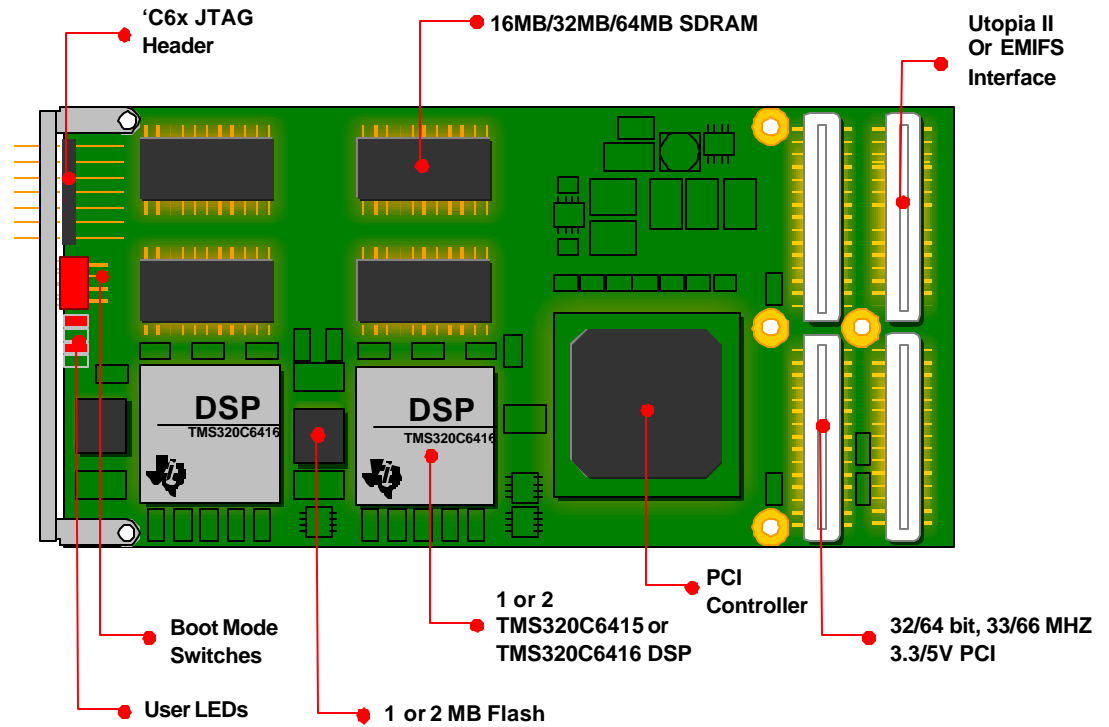 ‘C6x JTAG
Header
16MB/32MB/64MB SDRAM
Utopia II
Or EMIFS
Interface
DSP
TMS320C6416
DSP
TMS320C6416
PCI
Controller
1 or 2
TMS320C6415 or
TMS320C6416 DSP
Boot Mode
Switches
32/64 bit, 33/66 MHZ
3.3/5V PCI
User LEDs
1 or 2 MB Flash